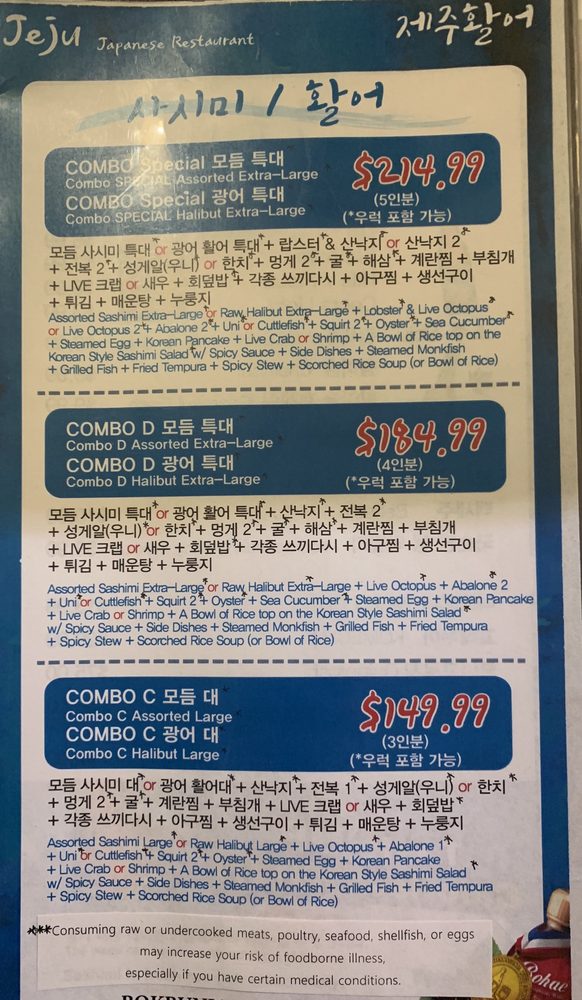 Jeju Japanese Restaurant
제주활어
사시미 / 활어
COMBO Special 모듬 특대
Combo SPECIAL Assorted Extra-Large
COMBO Special 광어 특대
Combo SPECIAL Halibut Extra-Large
$214.99
(5인분)
(*우럭 포함 가능)
모듬 사시미 특대* or 광어 활어 특대* + 랍스터 & 산낙지* or 산낙지 2*
+ 전복 2* + 성게알(우니)* or 한치* + 멍게 2* + 굴* + 해삼* + 계란찜 + 부침개
+ LIVE 크랩 or 새우 + 회덮밥* + 각종 쓰끼다시 + 아구찜 + 생선구이
+ 튀김 + 매운탕 + 누룽지
Assorted Sashimi Extra-Large* or Raw Halibut Extra-Large* + Lobster & Live Octopus*
or Live Octopus 2* + Abalone 2* + Uni* or Cuttlefish* + Squirt 2* + Oyster* + Sea Cucumber*
+ Steamed Egg + Korean Pancake + Live Crab or Shrimp + A Bowl of Rice top on the
Korean Style Sashimi Salad* w/ Spicy Sauce + Side Dishes + Steamed Monkfish
+ Grilled Fish + Fried Tempura + Spicy Stew + Scorched Rice Soup (or Bowl of Rice)
COMBO D 모듬 특대
Combo D Assorted Extra-Large
COMBO D 광어 특대
Combo D Halibut Extra-Large
$184.99
(4인분)
(*우럭 포함 가능)
모듬 사시미 특대* or 광어 활어 특대* + 산낙지* + 전복 2*
+ 성게알(우니)* or 한치* + 멍게 2* + 굴* + 해삼* + 계란찜 + 부침개
+ LIVE 크랩 or 새우 + 회덮밥* + 각종 쓰끼다시 + 아구찜 + 생선구이
+ 튀김 + 매운탕 + 누룽지
Assorted Sashimi Extra-Large* or Raw Halibut Extra-Large* + Live Octopus* + Abalone 2*
+ Uni* or Cuttlefish* + Squirt 2* + Oyster* + Sea Cucumber* + Steamed Egg + Korean Pancake
+ Live Crab or Shrimp + A Bowl of Rice top on the Korean Style Sashimi Salad*
w/ Spicy Sauce + Side Dishes + Steamed Monkfish + Grilled Fish + Fried Tempura
+ Spicy Stew + Scorched Rice Soup (or Bowl of Rice)
COMBO C 모듬 대
Combo C Assorted Large
COMBO C 광어 대
Combo C Halibut Large
$149.99
(3인분)
(*우럭 포함 가능)
모듬 사시미 대* or 광어 활어대* + 산낙지* + 전복 1* + 성게알(우니)* or 한치*
+ 멍게 2* + 굴* + 계란찜 + 부침개 + LIVE 크랩 or 새우 + 회덮밥*
+ 각종 쓰끼다시 + 아구찜 + 생선구이 + 튀김 + 매운탕 + 누룽지
Assorted Sashimi Large* or Raw Halibut Large* + Live Octopus* + Abalone 1*
+ Uni* or Cuttlefish* + Squirt 2* + Oyster* + Steamed Egg + Korean Pancake
+ Live Crab or Shrimp + A Bowl of Rice top on the Korean Style Sashimi Salad*
w/ Spicy Sauce + Side Dishes + Steamed Monkfish + Grilled Fish + Fried Tempura
+ Spicy Stew + Scorched Rice Soup (or Bowl of Rice)
***Consuming raw or undercooked meats, poultry, seafood, shellfish, or eggs
may increase your risk of foodborne illness,
especially if you have certain medical conditions.
Bohae